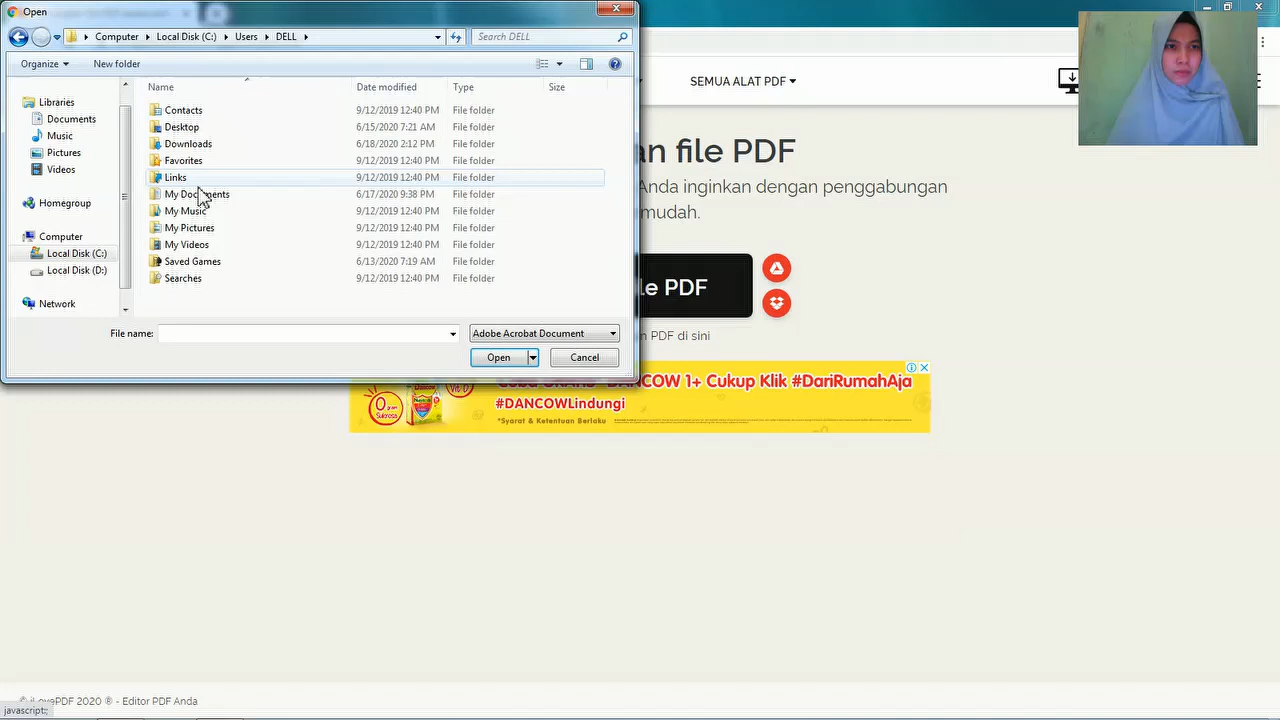 Open
Computer Local Disk (C:) Users DELL
Search DELL
Organize
New folder
Libraries
Documents
Music
Pictures
Videos
Homegroup
Computer
Local Disk (C:)
Local Disk (D:)
Network
Name Date modified Type Size
Contacts 9/12/2019 12:40 PM File folder
Desktop 6/15/2020 7:21 AM File folder
Downloads 6/18/2020 2:12 PM File folder
Favorites 9/12/2019 12:40 PM File folder
Links 9/12/2019 12:40 PM File folder
My Documents 6/17/2020 9:38 PM File folder
My Music 9/12/2019 12:40 PM File folder
My Pictures 9/12/2019 12:40 PM File folder
My Videos 9/12/2019 12:40 PM File folder
Saved Games 6/13/2020 7:19 AM File folder
Searches 9/12/2019 12:40 PM File folder
File name:
Adobe Acrobat Document
Open
Cancel
SEMUA ALAT PDF
an file PDF
Anda inginkan dengan penggabungan
mudah.
le PDF
n PDF di sini
DANCOW 1+ Cukup Klik #DariRumahAja
#DANCOWLindungi
*Syarat & Ketentuan Berlaku
0 gram
Sukrosa
Vit D
© iLovePDF 2020 ® - Editor PDF Anda
javascript:;